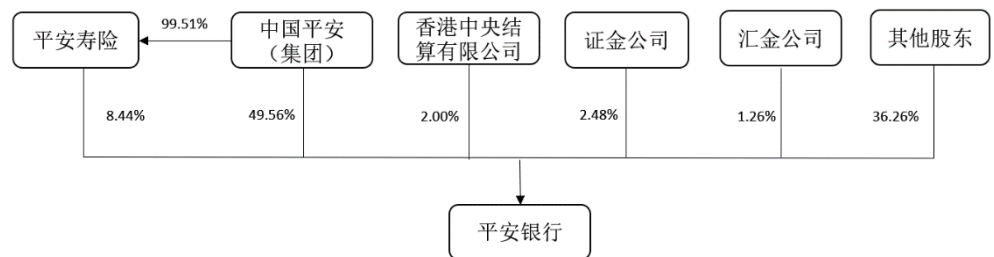 平安寿险
99.51%
中国平安
（集团）
香港中央结
算有限公司
证金公司
汇金公司
其他股东
8.44%
49.56%
2.00%
2.48%
1.26%
36.26%
平安银行